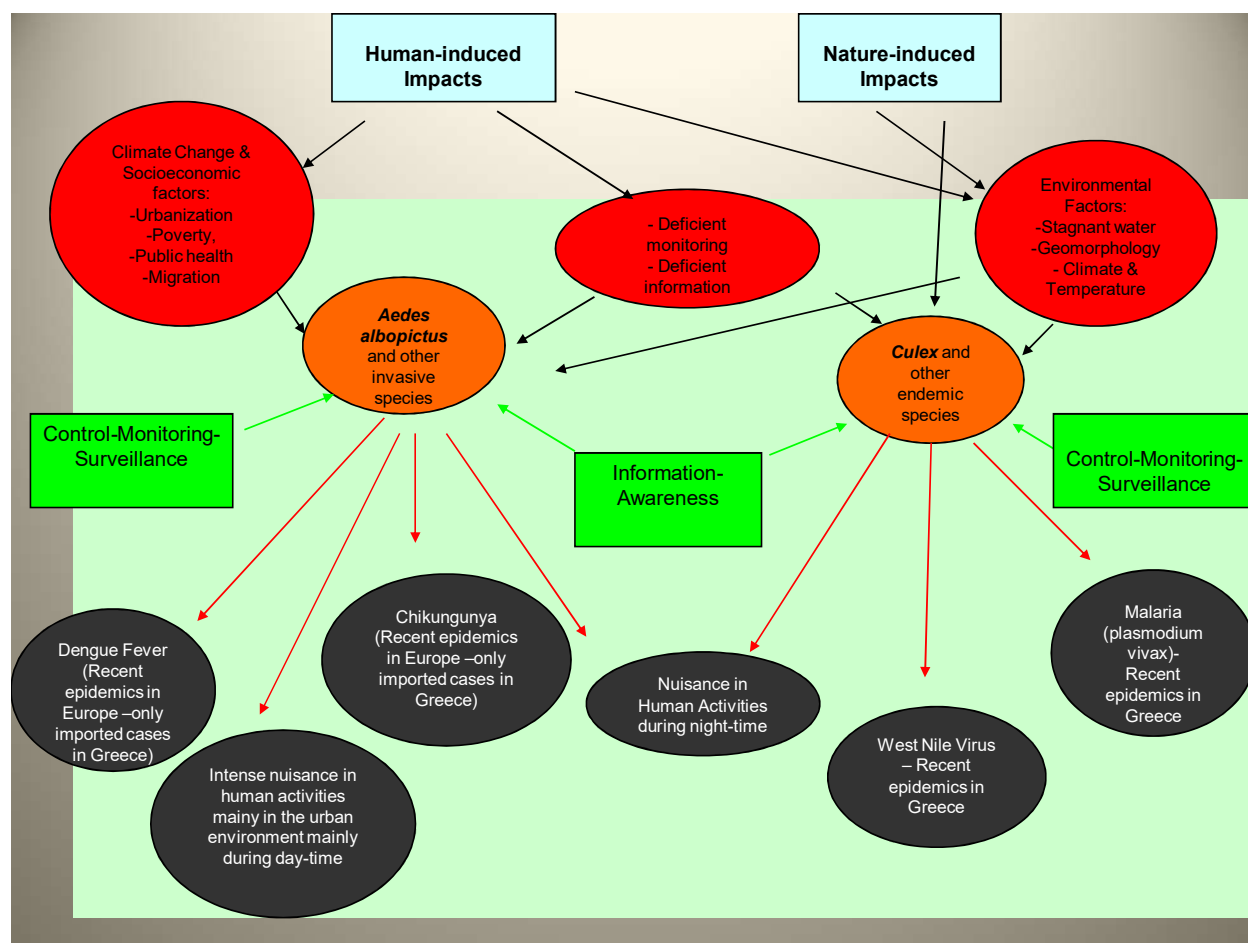 Human-induced
Impacts
Nature-induced
Impacts
Climate Change &
Socioeconomic
factors:
-Urbanization
-Poverty,
-Public health
-Migration
- Deficient
monitoring
- Deficient
information
Environmental
Factors:
-Stagnant water
-Geomorphology
- Climate &
Temperature
Aedes
albopictus
and other
invasive
species
Culex and
other
endemic
species
Control-Monitoring-
Surveillance
Information-
Awareness
Control-Monitoring-
Surveillance
Dengue Fever
(Recent
epidemics in
Europe –only
imported cases
in Greece)
Intense nuisance in
human activities
mainy in the urban
environment mainly
during day-time
Chikungunya
(Recent epidemics
in Europe –only
imported cases in
Greece)
Nuisance in
Human Activities
during night-time
West Nile Virus
– Recent
epidemics in
Greece
Malaria
(plasmodium
vivax)-
Recent
epidemics in
Greece